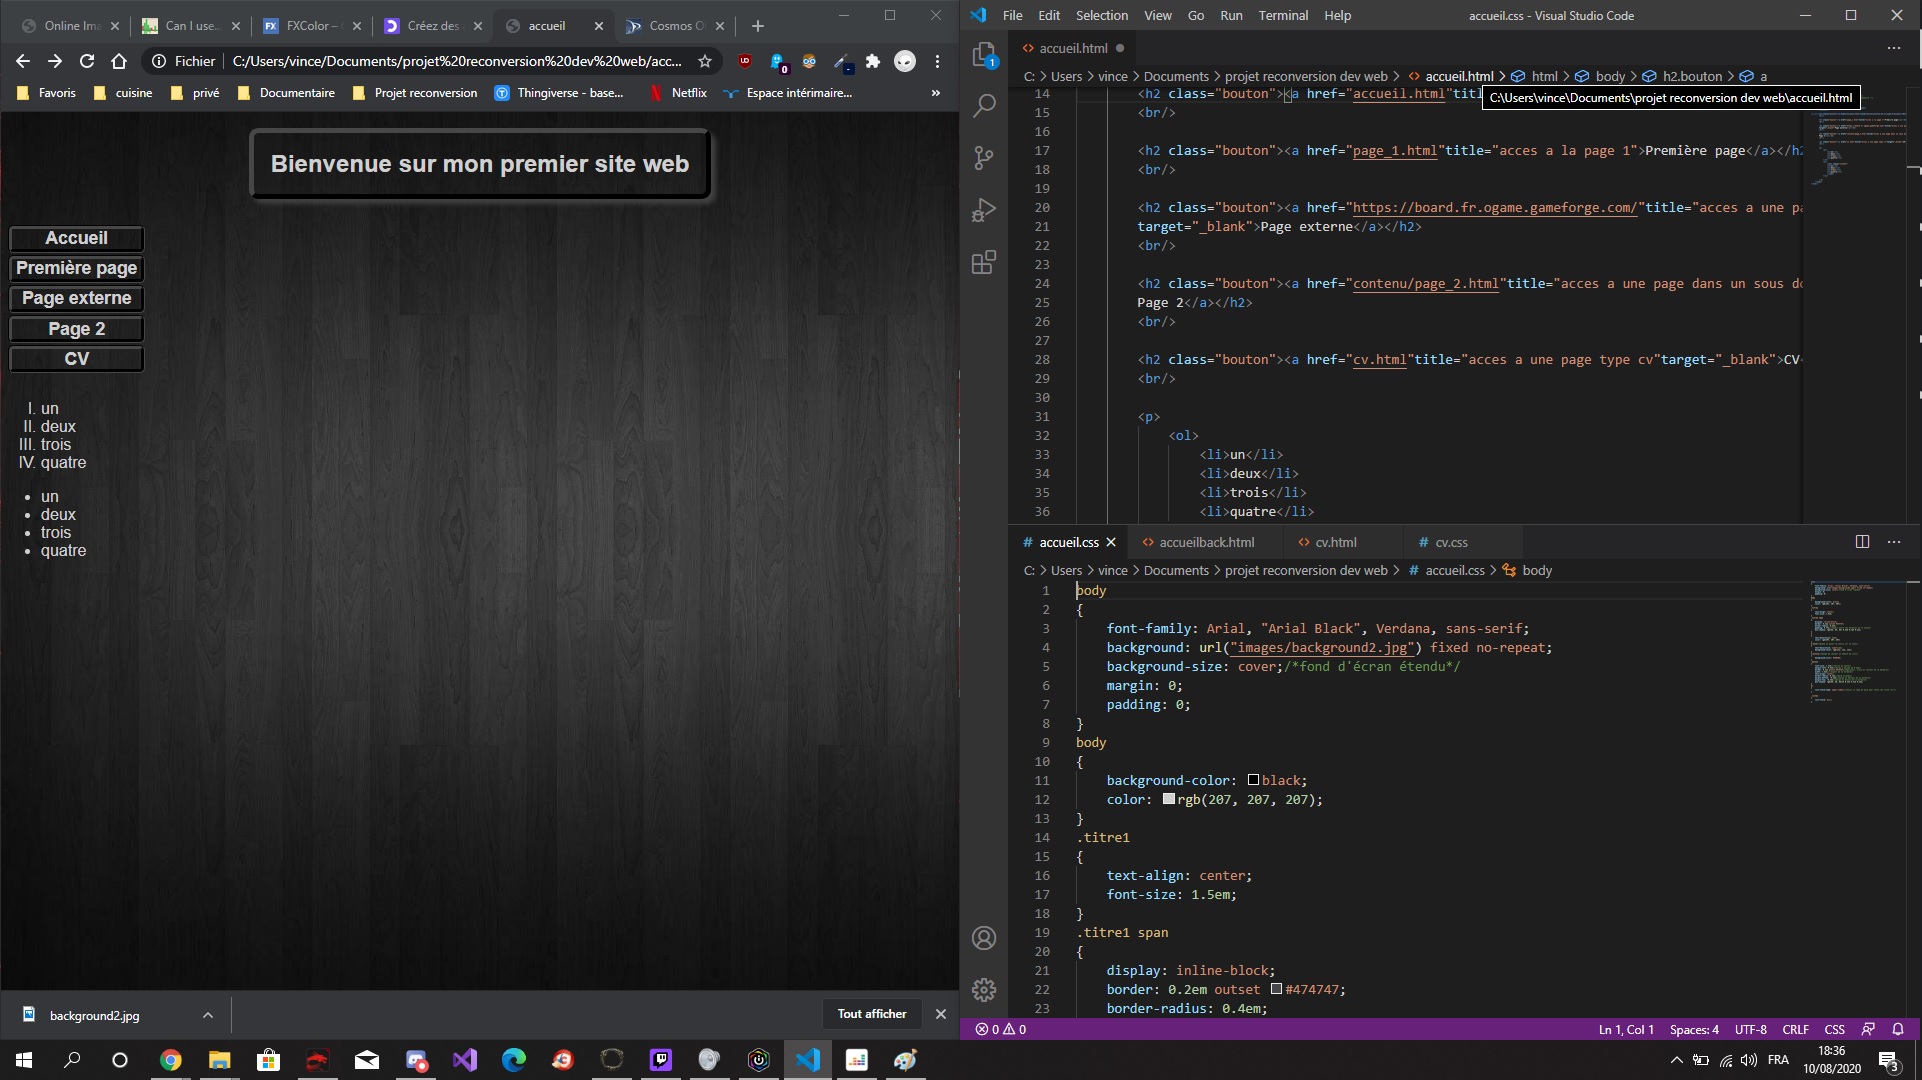 Online Ima
Can I use...
FXColor –
Créez des
accueil
Cosmos O
Fichier
C:/Users/vince/Documents/projet%20reconversion%20dev%20web/acc...
Favoris
cuisine
privé
Documentaire
Projet reconversion
Thingiverse - base...
Netflix
Espace intérimaire...
»
Bienvenue sur mon premier site web
Accueil
Première page
Page externe
Page 2
CV
I. un
II. deux
III. trois
IV. quatre
• un
• deux
• trois
• quatre
background2.jpg
Tout afficher
File Edit Selection View Go Run Terminal Help
accueil.css - Visual Studio Code
accueil.html
C: > Users > vince > Documents > projet reconversion dev web > accueil.html > html > body > h2.bouton > a
C:\Users\vince\Documents\projet reconversion dev web\accueil.html
14 <h2 class="bouton"><a href="accueil.html"titl
15 <br/>
16
17 <h2 class="bouton"><a href="page_1.html"title="acces a la page 1">Première page</a></h2
18 <br/>
19
20 <h2 class="bouton"><a href="https://board.fr.ogame.gameforge.com/"title="acces a une pa
21 target="_blank">Page externe</a></h2>
22 <br/>
23
24 <h2 class="bouton"><a href="contenu/page_2.html"title="acces a une page dans un sous do
25 Page 2</a></h2>
26 <br/>
27
28 <h2 class="bouton"><a href="cv.html"title="acces a une page type cv"target="_blank">CV<
29 <br/>
30
31 <p>
32 <ol>
33 <li>un</li>
34 <li>deux</li>
35 <li>trois</li>
36 <li>quatre</li>
# accueil.css
accueilback.html
cv.html
# cv.css
C: > Users > vince > Documents > projet reconversion dev web > # accueil.css > body
1 body
2 {
3 font-family: Arial, "Arial Black", Verdana, sans-serif;
4 background: url("images/background2.jpg") fixed no-repeat;
5 background-size: cover;/*fond d'écran étendu*/
6 margin: 0;
7 padding: 0;
8 }
9 body
10 {
11 background-color: black;
12 color: rgb(207, 207, 207);
13 }
14 .titre1
15 {
16 text-align: center;
17 font-size: 1.5em;
18 }
19 .titre1 span
20 {
21 display: inline-block;
22 border: 0.2em outset #474747;
23 border-radius: 0.4em;
0 0
Ln 1, Col 1 Spaces: 4 UTF-8 CRLF CSS
FRA
18:36
10/08/2020